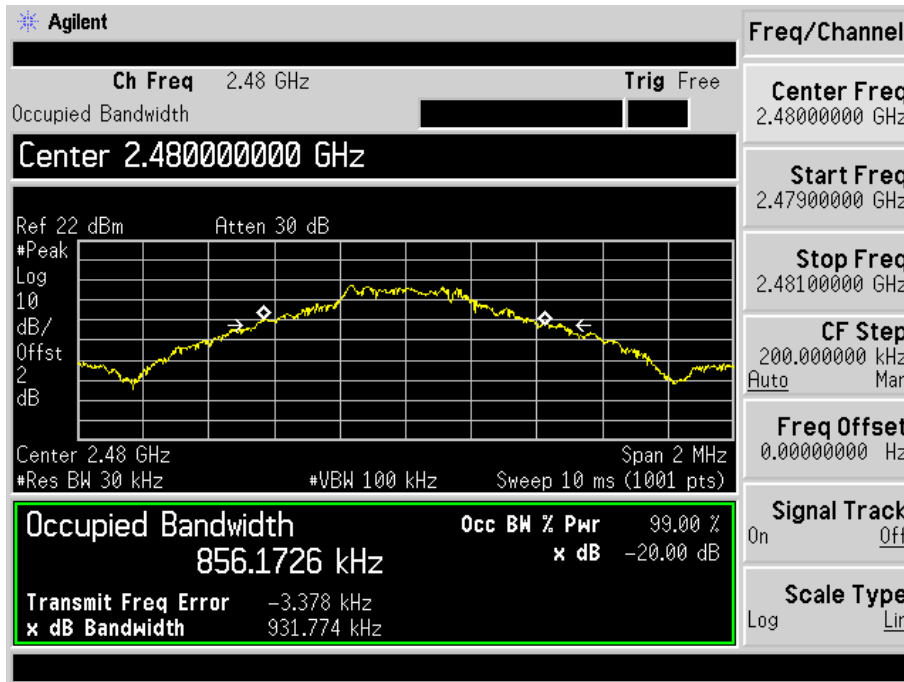 Agilent
Freq/Channel
Ch Freq 2.48 GHz Trig Free
Occupied Bandwidth
Center 2.480000000 GHz
Ref 22 dBm Atten 30 dB
#Peak
Log
10
dB/
Offst
2
dB
Center 2.48 GHz Span 2 MHz
#Res BW 30 kHz #VBW 100 kHz Sweep 10 ms (1001 pts)
Occupied Bandwidth
856.1726 kHz
Occ BW % Pwr 99.00 %
x dB -20.00 dB
Transmit Freq Error -3.378 kHz
x dB Bandwidth 931.774 kHz
Center Freq
2.48000000 GHz
Start Freq
2.47900000 GHz
Stop Freq
2.48100000 GHz
CF Step
200.000000 kHz
Auto Man
Freq Offset
0.00000000 Hz
Signal Track
On Off
Scale Type
Log Lin